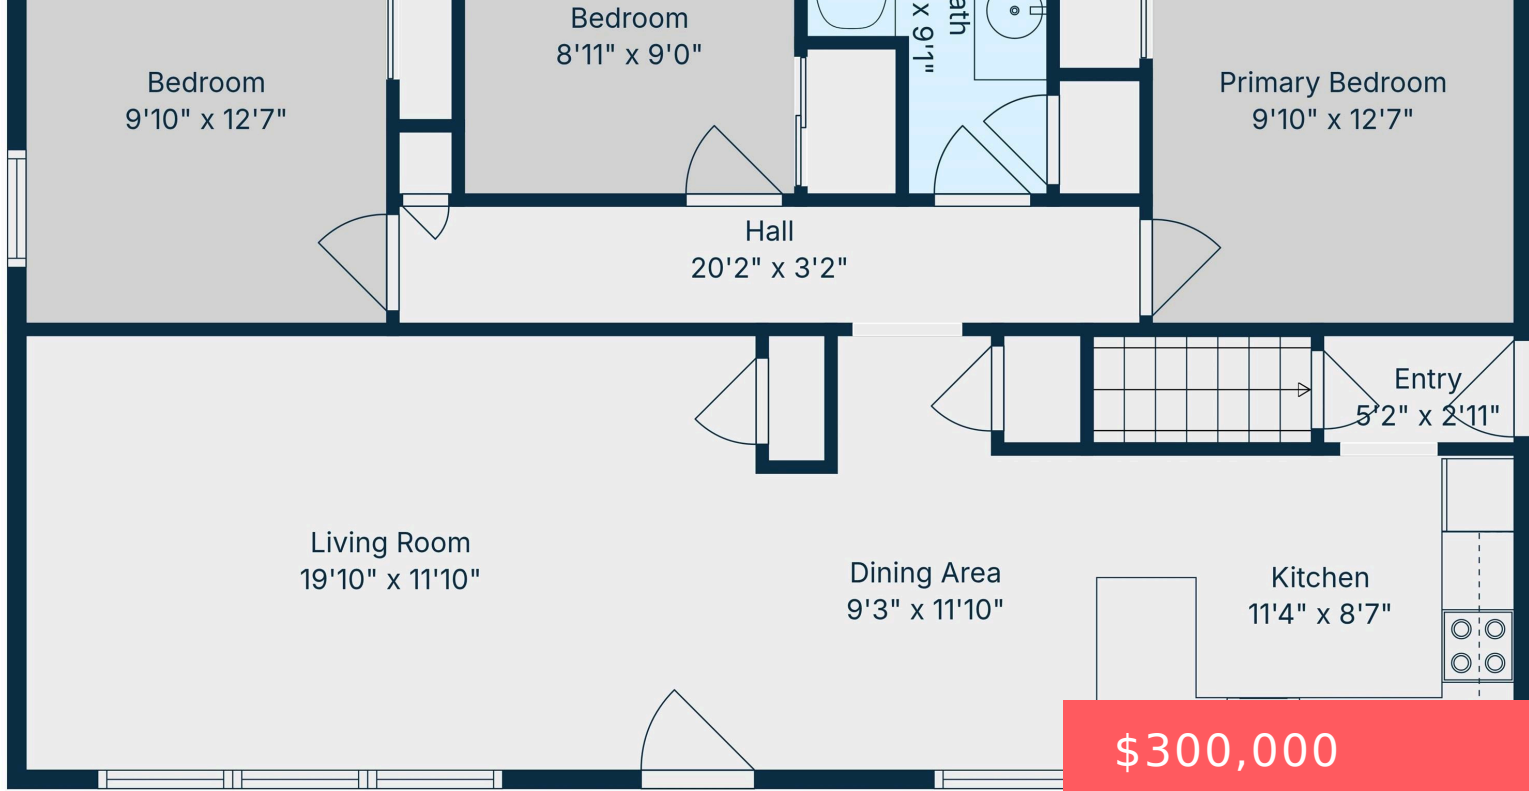 Bedroom
8'11" x 9'0"
x 9'1"
Bedroom
9'10" x 12'7"
Primary Bedroom
9'10" x 12'7"
Hall
20'2" x 3'2"
Entry
5'2" x 2'11"
Living Room
19'10" x 11'10"
Dining Area
9'3" x 11'10"
Kitchen
11'4" x 8'7"
$300,000